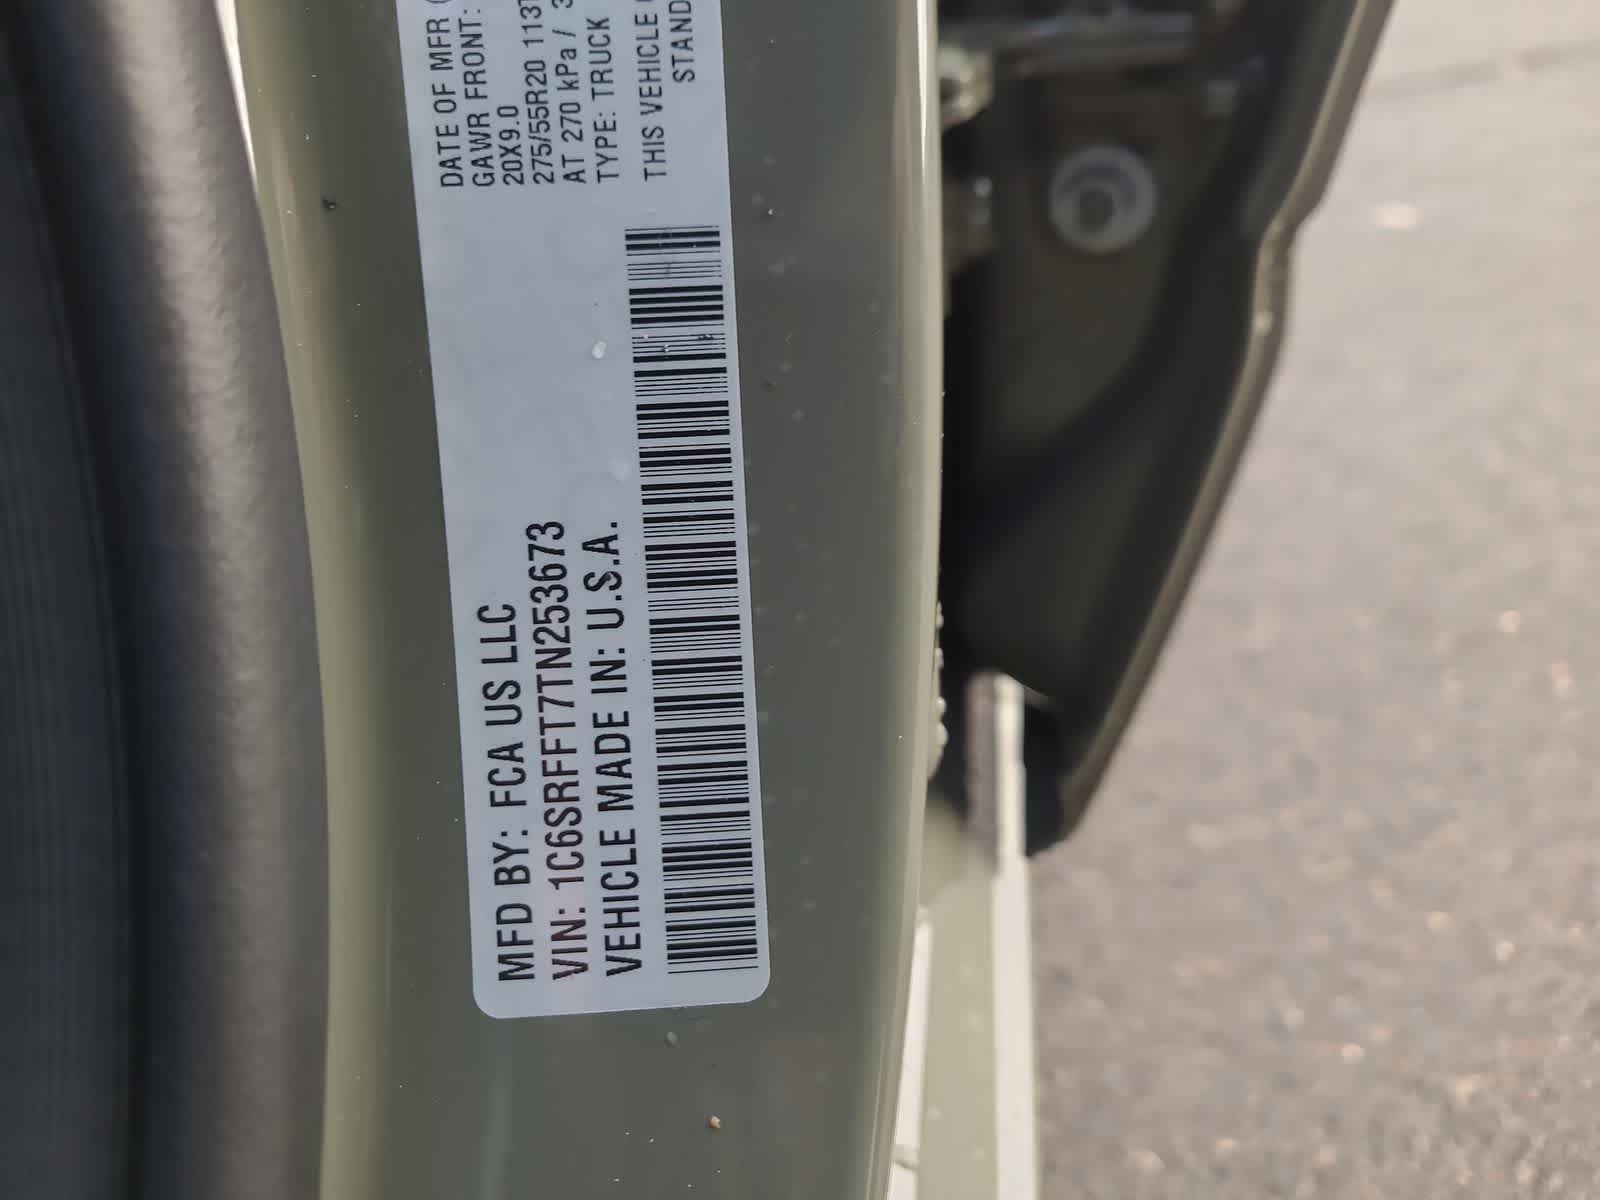 MFD BY: FCA US LLC
VIN: 1C6SRFFT7TN253673
VEHICLE MADE IN: U.S.A.
DATE OF MFR (
GAWR FRONT:
20X9.0
275/55R20 113T
AT 270 kPa / 3
TYPE: TRUCK
THIS VEHICLE
STAND